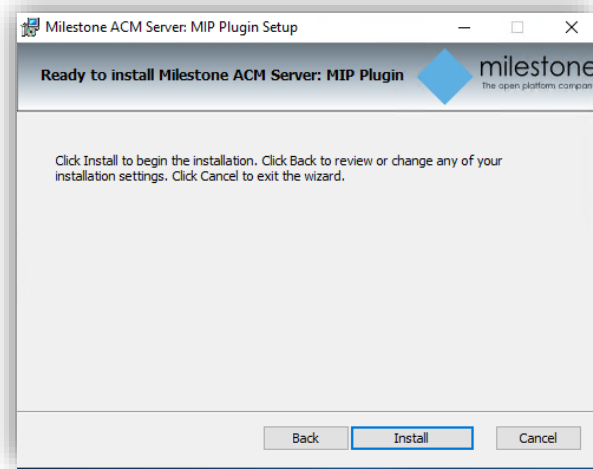 Milestone ACM Server: MIP Plugin Setup
Ready to install Milestone ACM Server: MIP Plugin
milestone
The open platform compan
Click Install to begin the installation. Click Back to review or change any of your
installation settings. Click Cancel to exit the wizard.
Back Install Cancel